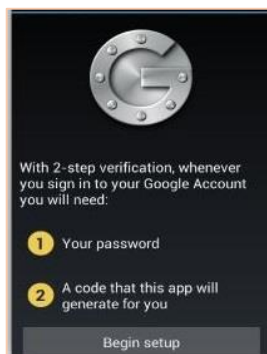 With 2-step verification, whenever
you sign in to your Google Account
you will need:
1 Your password
2 A code that this app will
generate for you
Begin setup